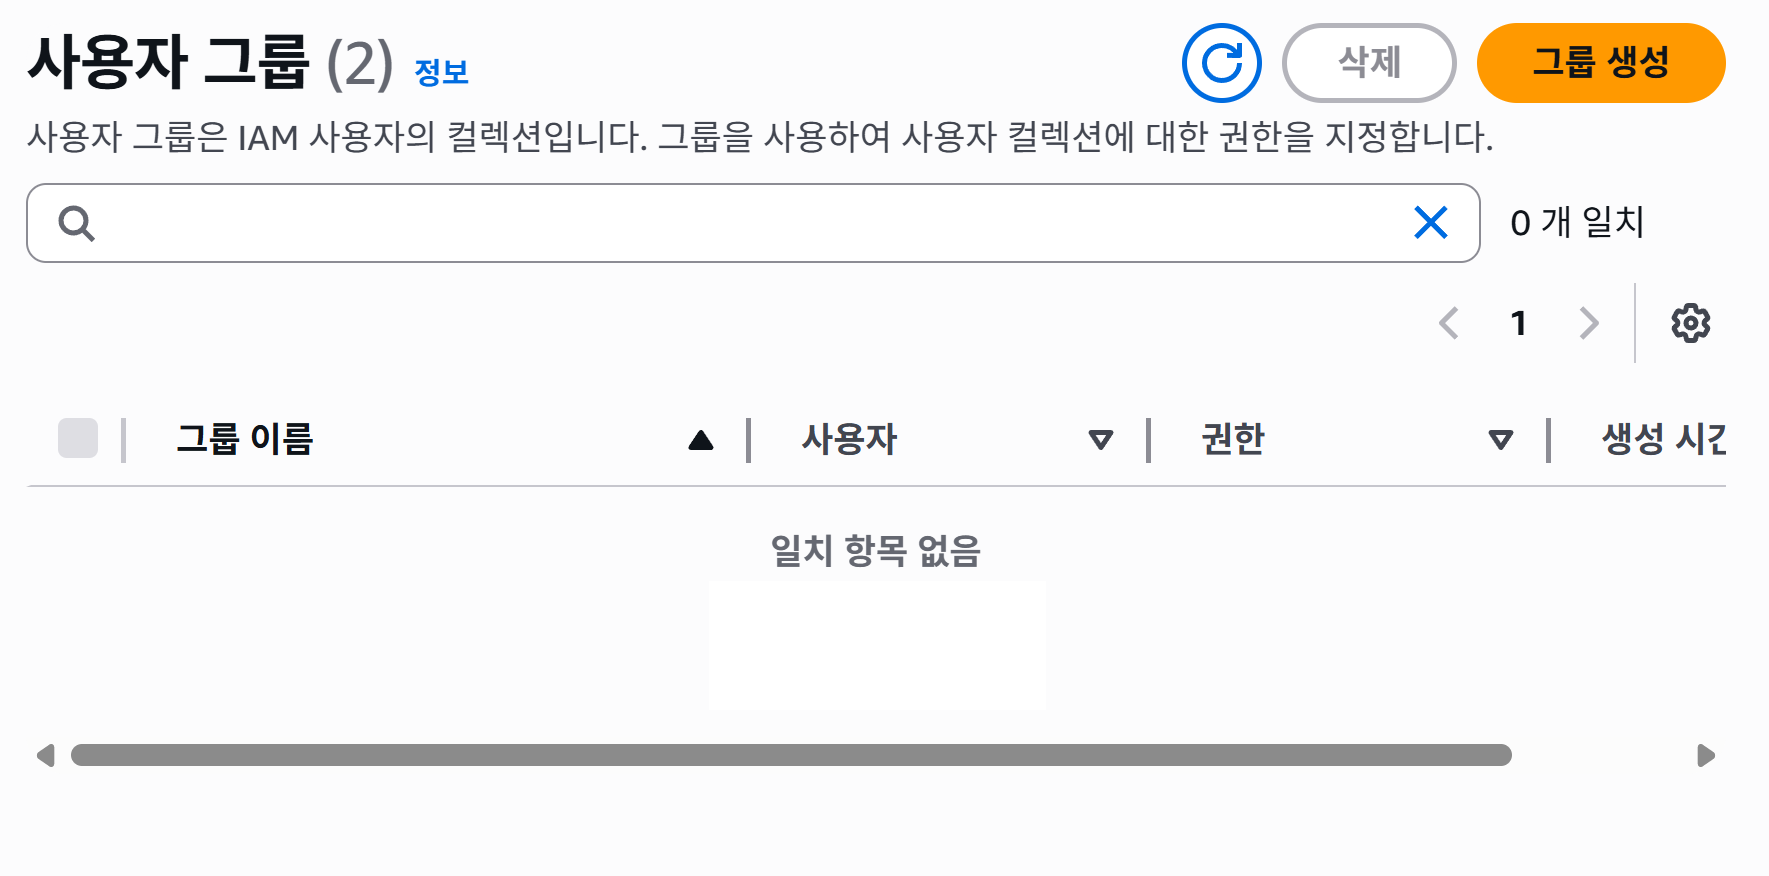 사용자 그룹 (2) 정보
삭제
그룹 생성
사용자 그룹은 IAM 사용자의 컬렉션입니다. 그룹을 사용하여 사용자 컬렉션에 대한 권한을 지정합니다.
0 개 일치
1
그룹 이름 사용자 권한 생성 시간
일치 항목 없음